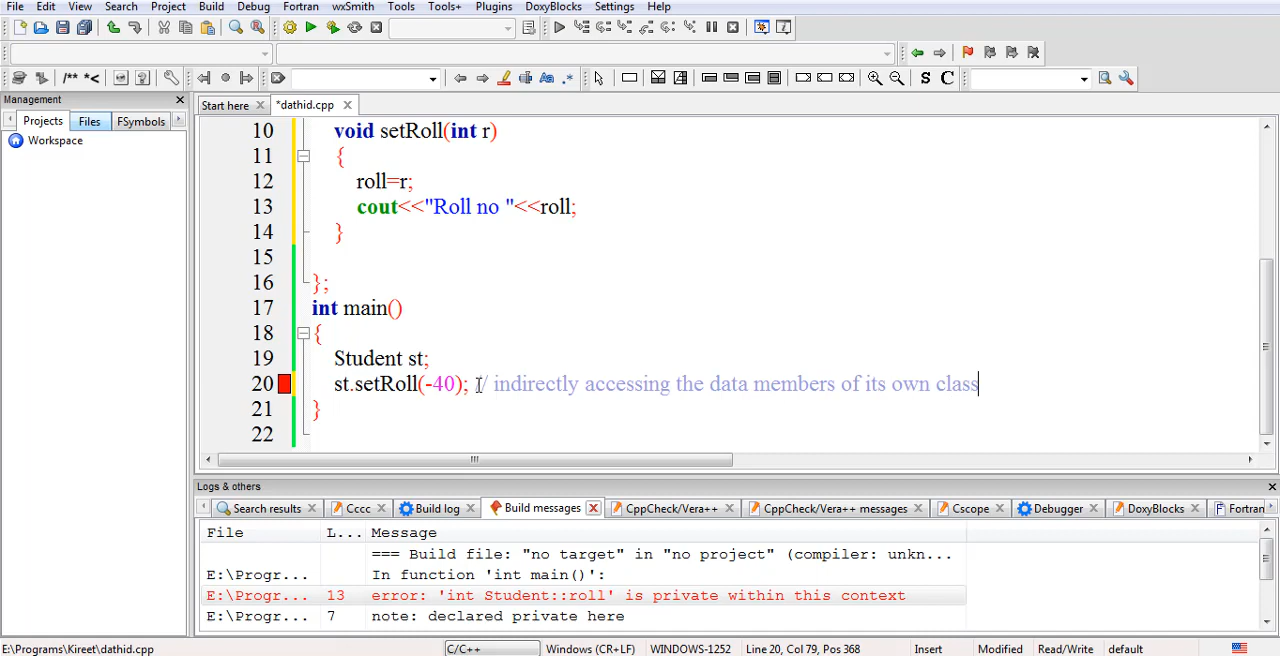 File Edit View Search Project Build Debug Fortran wxSmith Tools Tools+ Plugins DoxyBlocks Settings Help
/** *<
S C
Management
Start here *dathid.cpp
Projects Files FSymbols
Workspace
10 void setRoll(int r)
11 {
12 roll=r;
13 cout<<"Roll no "<<roll;
14 }
15
16 };
17 int main()
18 {
19 Student st;
20 st.setRoll(-40); // indirectly accessing the data members of its own class
21 }
22
Logs & others
Search results Cccc Build log Build messages CppCheck/Vera++ CppCheck/Vera++ messages Cscope Debugger DoxyBlocks Fortran
File L... Message
=== Build file: "no target" in "no project" (compiler: unkn...
E:\Progr... In function 'int main()':
E:\Progr... 13 error: 'int Student::roll' is private within this context
E:\Progr... 7 note: declared private here
E:\Programs\Kireet\dathid.cpp C/C++ Windows (CR+LF) WINDOWS-1252 Line 20, Col 79, Pos 368 Insert Modified Read/Write default